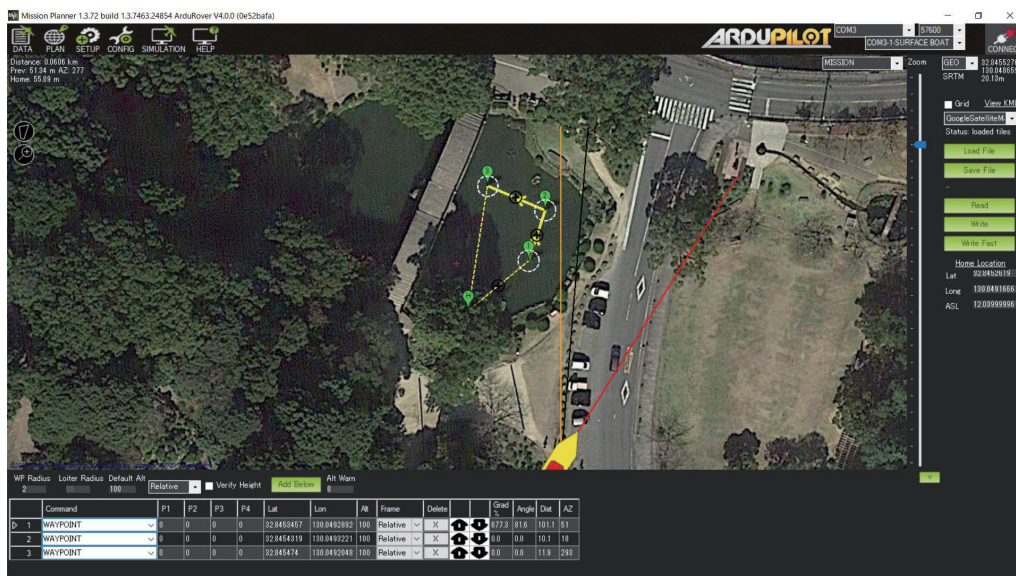 Mission Planner 1.3.72 build 1.3.7463.24854 ArduRover V4.0.0 (0e52bafa)
DATA PLAN SETUP CONFIG SIMULATION HELP
ARDUPILOT
COM3 57600
COM3-1-SURFACE BOAT
CONNEC
Distance: 0.0606 km
Prev: 51.34 m AZ: 277
Home: 55.89 m
MISSION Zoom
GEO 32.8455276
130.048655
SRTM 20.13m
Grid View KML
GoogleSatelliteM
Status: loaded tiles
Load File
Save File
Read
Write
Write Fast
Home Location
Lat 32.8452619
Long 130.0491666
ASL 12.03999996
3
2
1
H
WP Radius Loiter Radius Default Alt Alt Warn
2 100 Relative Verify Height Add Below 0
Command P1 P2 P3 P4 Lat Lon Alt Frame Delete Grad % Angle Dist AZ
1 WAYPOINT 0 0 0 0 32.8453457 130.0492892 100 Relative X 677.3 81.6 101.1 51
2 WAYPOINT 0 0 0 0 32.8454319 130.0493221 100 Relative X 0.0 0.0 10.1 18
3 WAYPOINT 0 0 0 0 32.845474 130.0492048 100 Relative X 0.0 0.0 11.9 293